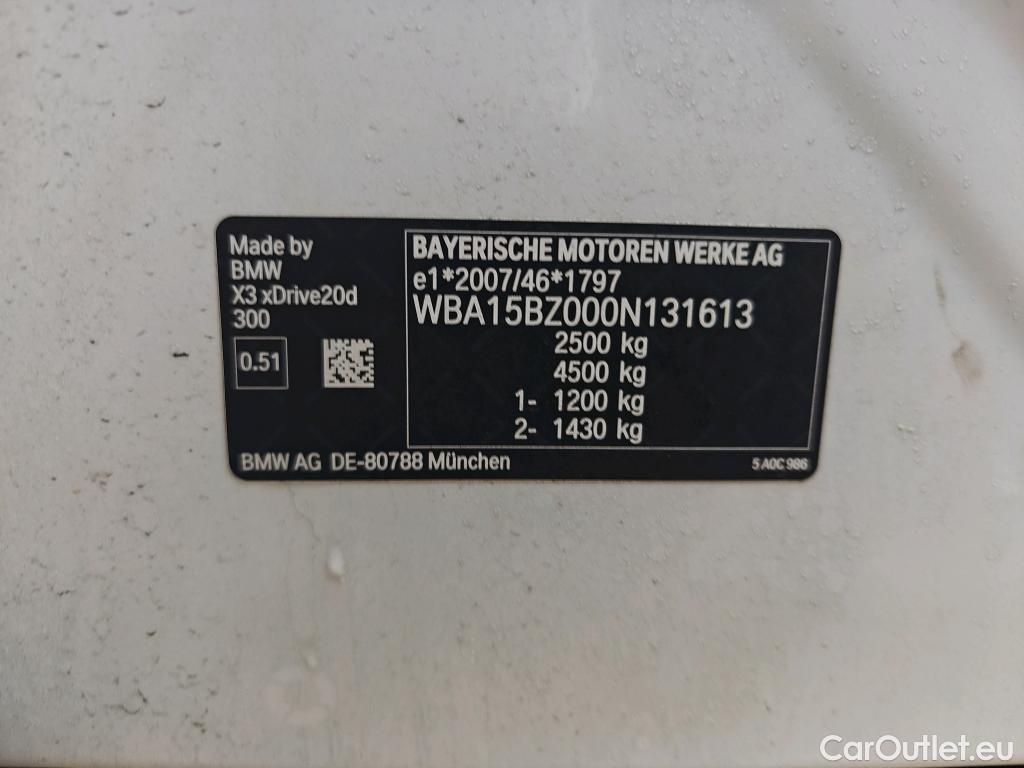 Made by
BMW
X3 xDrive20d
300
0.51
BAYERISCHE MOTOREN WERKE AG
e1*2007/46*1797
WBA15BZ000N131613
2500 kg
4500 kg
1- 1200 kg
2- 1430 kg
BMW AG DE-80788 München
5 A0C 986
CarOutlet.eu